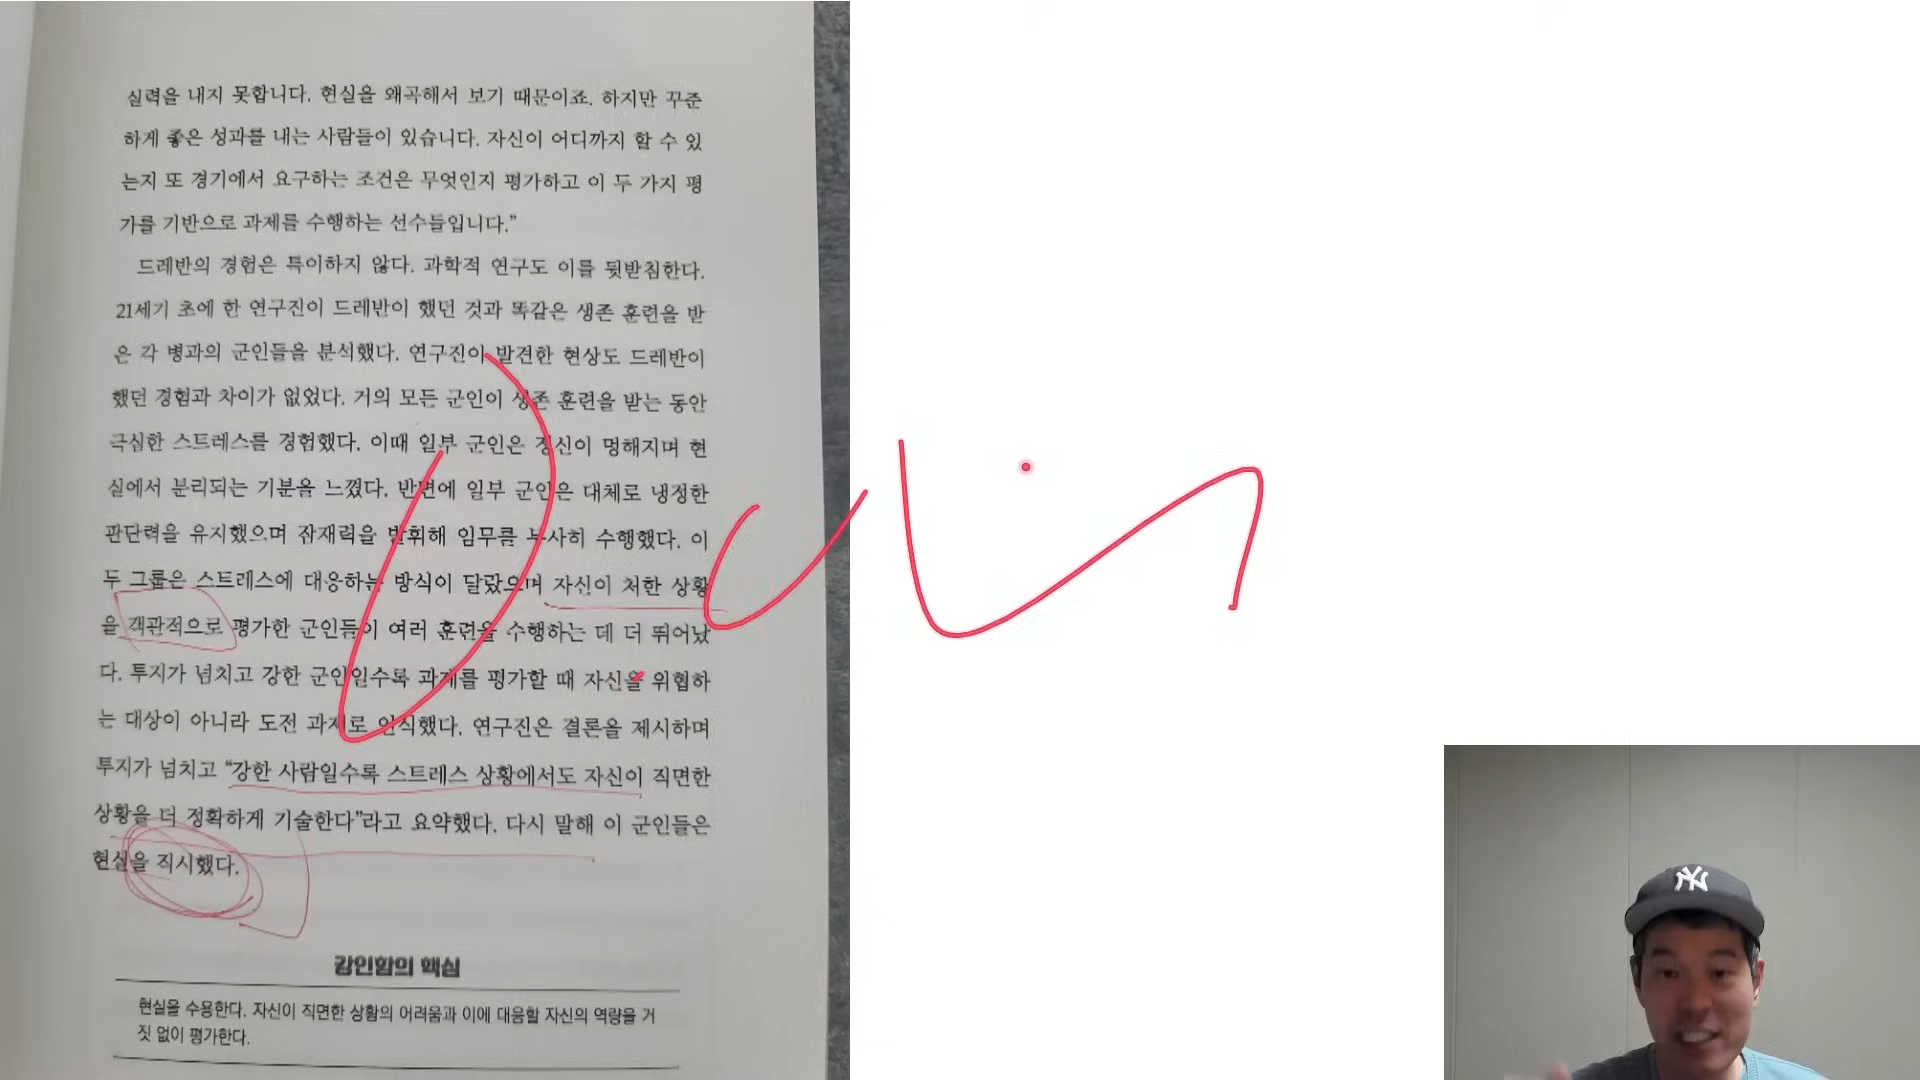 실력을 내지 못합니다. 현실을 왜곡해서 보기 때문이죠. 하지만 꾸준
하게 좋은 성과를 내는 사람들이 있습니다. 자신이 어디까지 할 수 있
는지 또 경기에서 요구하는 조건은 무엇인지 평가하고 이 두 가지 평
가를 기반으로 과제를 수행하는 선수들입니다.”
드레반의 경험은 특이하지 않다. 과학적 연구도 이를 뒷받침한다.
21세기 초에 한 연구진이 드레반이 했던 것과 똑같은 생존 훈련을 받
은 각 병과의 군인들을 분석했다. 연구진이 발견한 현상도 드레반이
했던 경험과 차이가 없었다. 거의 모든 군인이 생존 훈련을 받는 동안
극심한 스트레스를 경험했다. 이때 일부 군인은 정신이 멍해지며 현
실에서 분리되는 기분을 느꼈다. 반면에 일부 군인은 대체로 냉정한
판단력을 유지했으며 잠재력을 발휘해 임무를 무사히 수행했다. 이
두 그룹은 스트레스에 대응하는 방식이 달랐으며 자신이 처한 상황
을 객관적으로 평가한 군인들이 여러 훈련을 수행하는 데 더 뛰어났
다. 투지가 넘치고 강한 군인일수록 과제를 평가할 때 자신을 위협하
는 대상이 아니라 도전 과제로 인식했다. 연구진은 결론을 제시하며
투지가 넘치고 “강한 사람일수록 스트레스 상황에서도 자신이 직면한
상황을 더 정확하게 기술한다”라고 요약했다. 다시 말해 이 군인들은
현실을 직시했다.
강인함의 핵심
현실을 수용한다. 자신이 직면한 상황의 어려움과 이에 대응할 자신의 역량을 거
짓 없이 평가한다.
NY